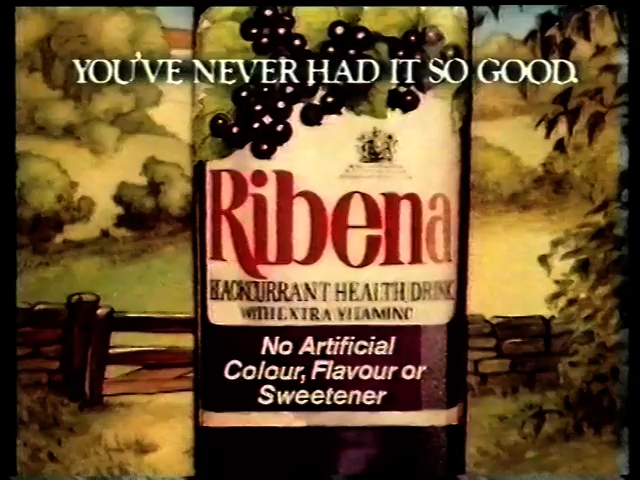 YOU'VE NEVER HAD IT SO GOOD.
Ribena
BLACKCURRANT HEALTH DRINK
WITH EXTRA VITAMIN C
No Artificial
Colour, Flavour or
Sweetener